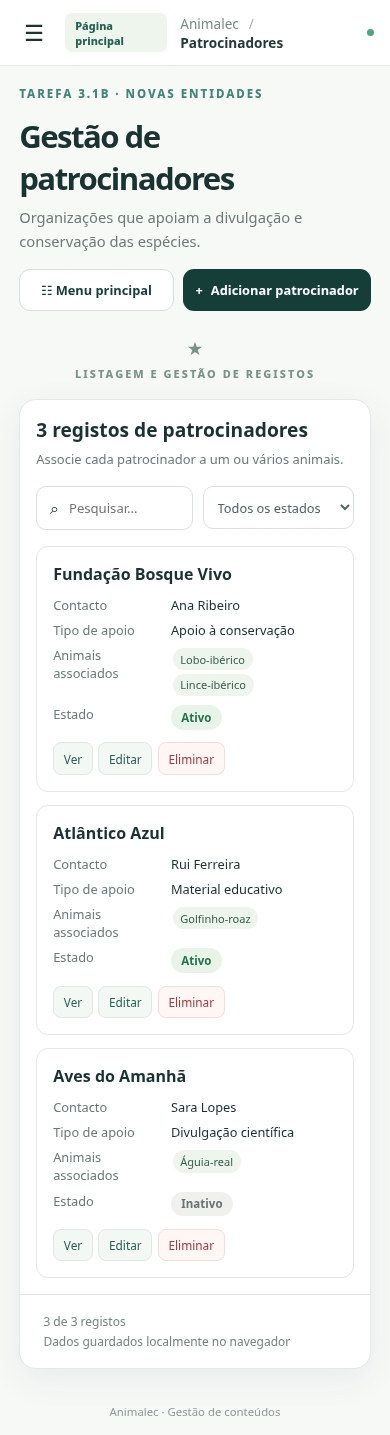 ☰
Página
principal
Animalec /
Patrocinadores
TAREFA 3.1B · NOVAS ENTIDADES
Gestão de
patrocinadores
Organizações que apoiam a divulgação e
conservação das espécies.
☷ Menu principal
+ Adicionar patrocinador
★
LISTAGEM E GESTÃO DE REGISTOS
3 registos de patrocinadores
Associe cada patrocinador a um ou vários animais.
⌕ Pesquisar...
Todos os estados
Fundação Bosque Vivo
Contacto Ana Ribeiro
Tipo de apoio Apoio à conservação
Animais
associados
Lobo-ibérico
Lince-ibérico
Estado Ativo
Ver Editar Eliminar
Atlântico Azul
Contacto Rui Ferreira
Tipo de apoio Material educativo
Animais
associados
Golfinho-roaz
Estado Ativo
Ver Editar Eliminar
Aves do Amanhã
Contacto Sara Lopes
Tipo de apoio Divulgação científica
Animais
associados
Águia-real
Estado Inativo
Ver Editar Eliminar
3 de 3 registos
Dados guardados localmente no navegador
Animalec · Gestão de conteúdos